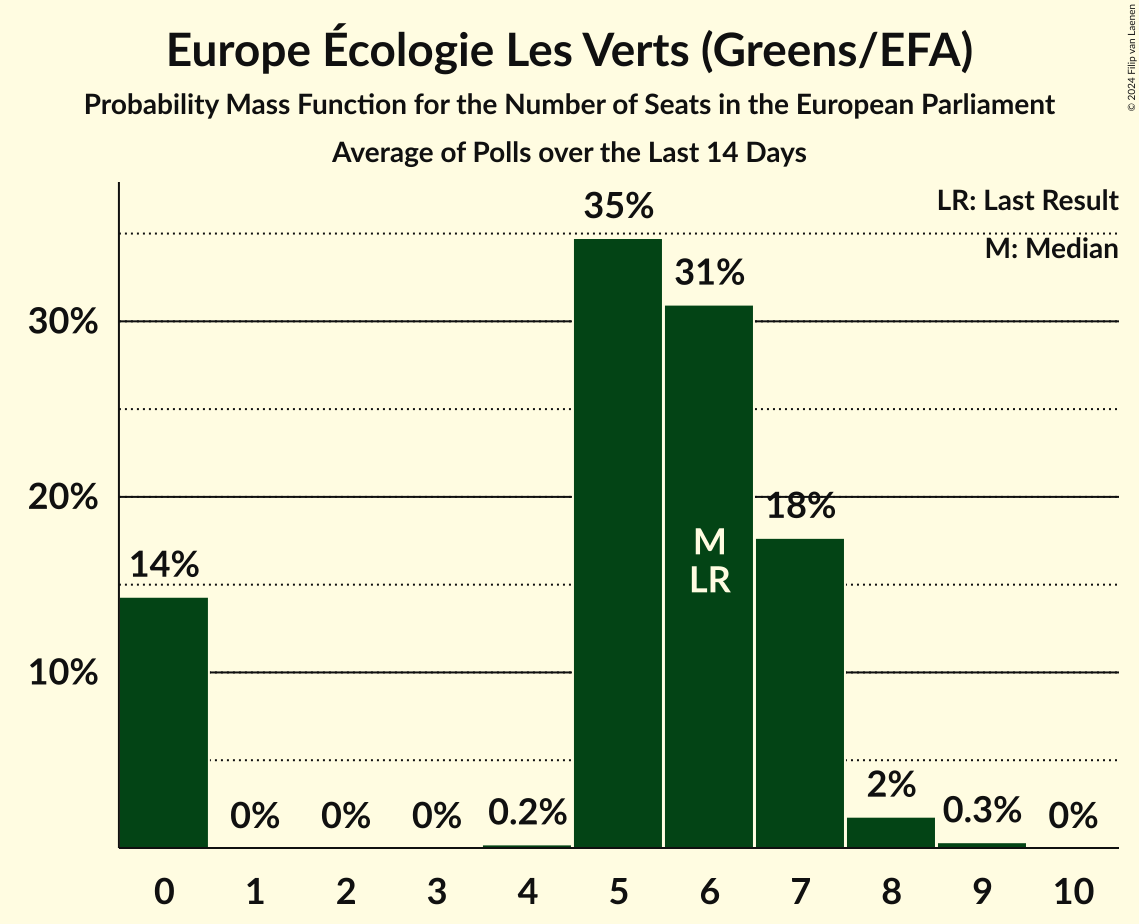 Europe Écologie Les Verts (Greens/EFA)
Probability Mass Function for the Number of Seats in the European Parliament
Average of Polls over the Last 14 Days
© 2024 Filip van Laenen
LR: Last Result
M: Median
35%
31%
30%
20%
18%
M
LR
14%
10%
0%
0%
0%
0.2%
2%
0.3%
0%
0 1 2 3 4 5 6 7 8 9 10